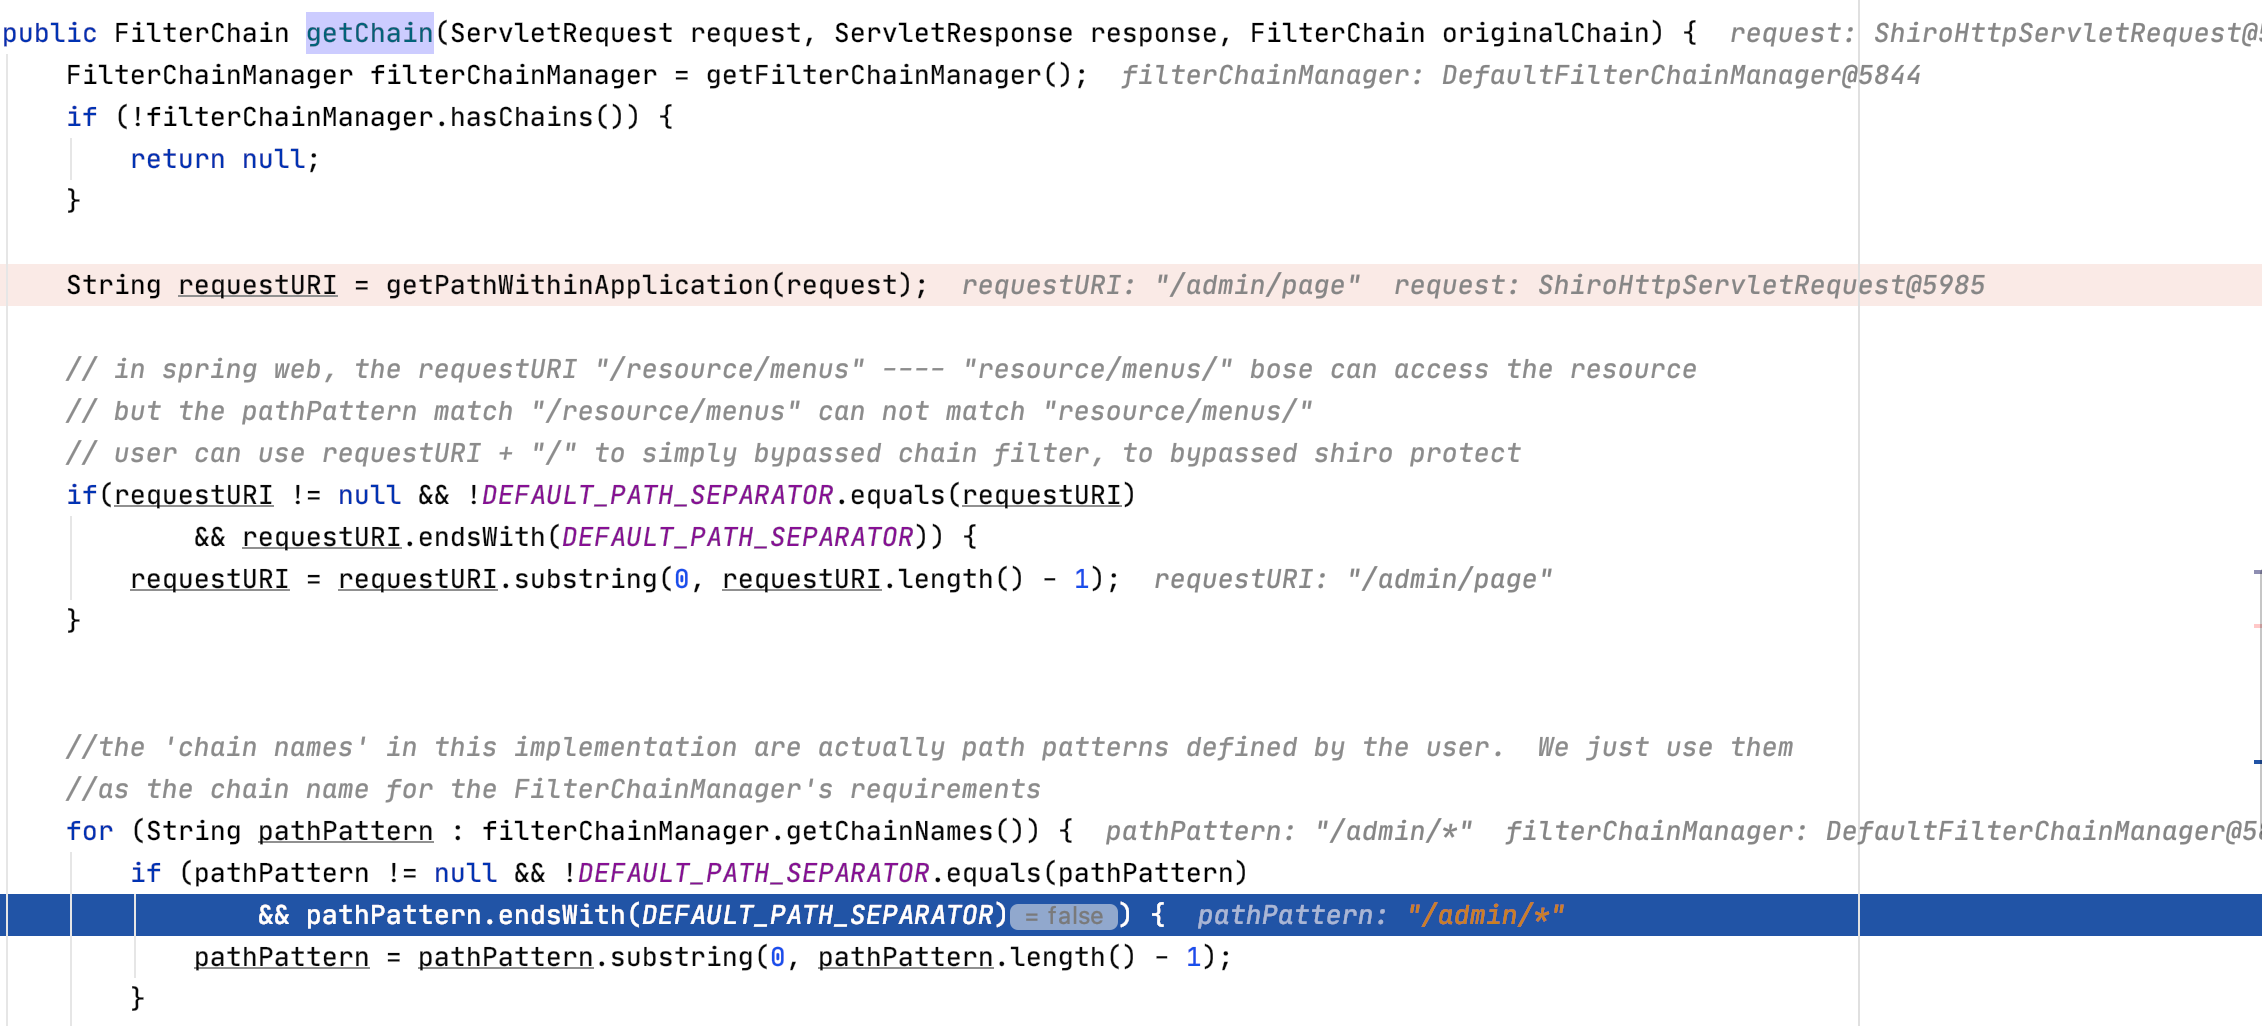 public FilterChain getChain(ServletRequest request, ServletResponse response, FilterChain originalChain) {  request: ShiroHttpServletRequest@5
FilterChainManager filterChainManager = getFilterChainManager();  filterChainManager: DefaultFilterChainManager@5844
if (!filterChainManager.hasChains()) {
return null;
}
String requestURI = getPathWithinApplication(request);  requestURI: "/admin/page"  request: ShiroHttpServletRequest@5985
// in spring web, the requestURI "/resource/menus" ---- "resource/menus/" bose can access the resource
// but the pathPattern match "/resource/menus" can not match "resource/menus/"
// user can use requestURI + "/" to simply bypassed chain filter, to bypassed shiro protect
if(requestURI != null && !DEFAULT_PATH_SEPARATOR.equals(requestURI)
&& requestURI.endsWith(DEFAULT_PATH_SEPARATOR)) {
requestURI = requestURI.substring(0, requestURI.length() - 1);  requestURI: "/admin/page"
}
//the 'chain names' in this implementation are actually path patterns defined by the user.  We just use them
//as the chain name for the FilterChainManager's requirements
for (String pathPattern : filterChainManager.getChainNames()) {  pathPattern: "/admin/*"  filterChainManager: DefaultFilterChainManager@58
if (pathPattern != null && !DEFAULT_PATH_SEPARATOR.equals(pathPattern)
&& pathPattern.endsWith(DEFAULT_PATH_SEPARATOR) = false ) {  pathPattern: "/admin/*"
pathPattern = pathPattern.substring(0, pathPattern.length() - 1);
}